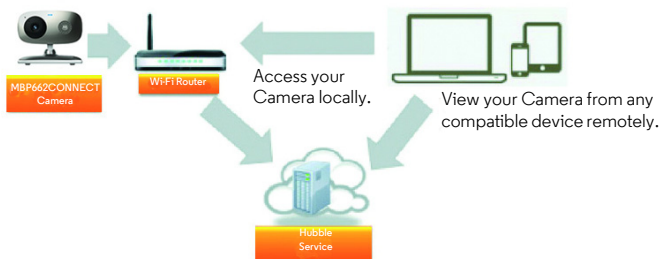 MBP662CONNECT
Camera
Wi-Fi Router
Access your
Camera locally.
View your Camera from any
compatible device remotely.
Hubble
Service